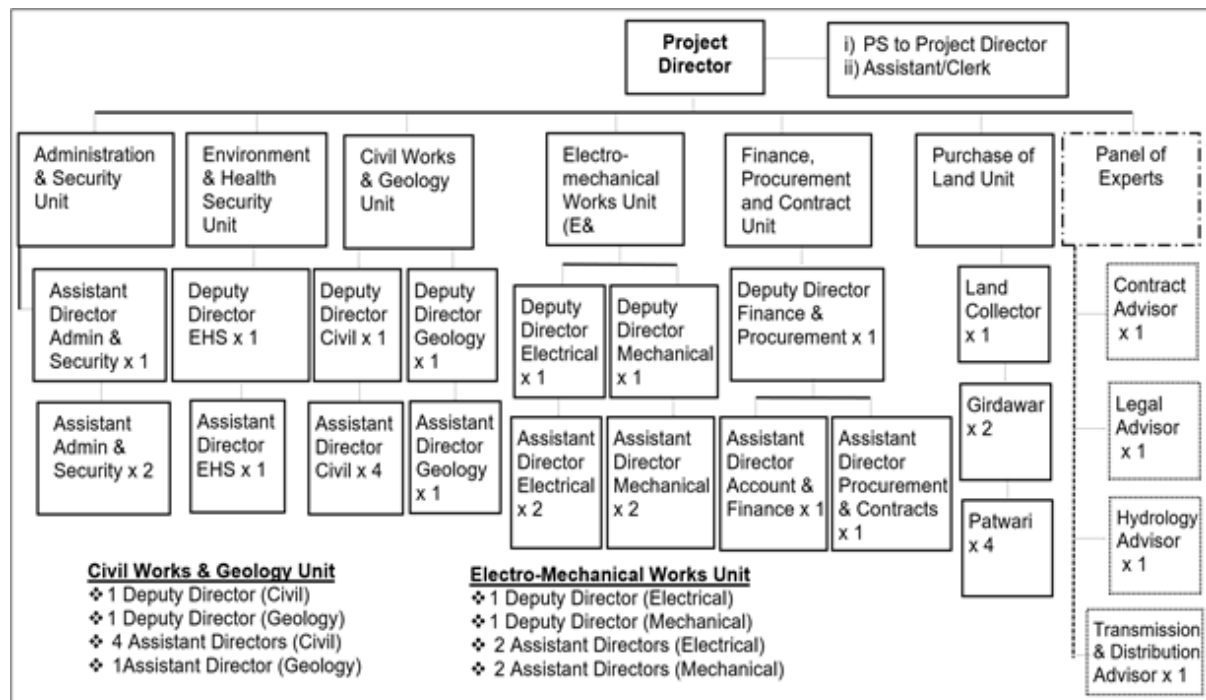 Project
Director
i) PS to Project Director
ii) Assistant/Clerk
Administration
& Security
Unit
Environment
& Health
Security
Unit
Civil Works
& Geology
Unit
Electro-
mechanical
Works Unit
(E&
Finance,
Procurement
and Contract
Unit
Purchase of
Land Unit
Panel of
Experts
Assistant
Director
Admin &
Security x 1
Deputy
Director
EHS x 1
Deputy
Director
Civil x 1
Deputy
Director
Geology
x 1
Deputy
Director
Electrical
x 1
Deputy
Director
Mechanical
x 1
Deputy Director
Finance &
Procurement x 1
Land
Collector
x 1
Contract
Advisor
x 1
Assistant
Admin &
Security x 2
Assistant
Director
EHS x 1
Assistant
Director
Civil x 4
Assistant
Director
Geology
x 1
Assistant
Director
Electrical
x 2
Assistant
Director
Mechanical
x 2
Assistant
Director
Account &
Finance x 1
Assistant
Director
Procurement
& Contracts
x 1
Girdawar
x 2
Legal
Advisor
x 1
Patwari
x 4
Hydrology
Advisor
x 1
Transmission
& Distribution
Advisor x 1
Civil Works & Geology Unit
❖ 1 Deputy Director (Civil)
❖ 1 Deputy Director (Geology)
❖ 4 Assistant Directors (Civil)
❖ 1Assistant Director (Geology)
Electro-Mechanical Works Unit
❖ 1 Deputy Director (Electrical)
❖ 1 Deputy Director (Mechanical)
❖ 2 Assistant Directors (Electrical)
❖ 2 Assistant Directors (Mechanical)